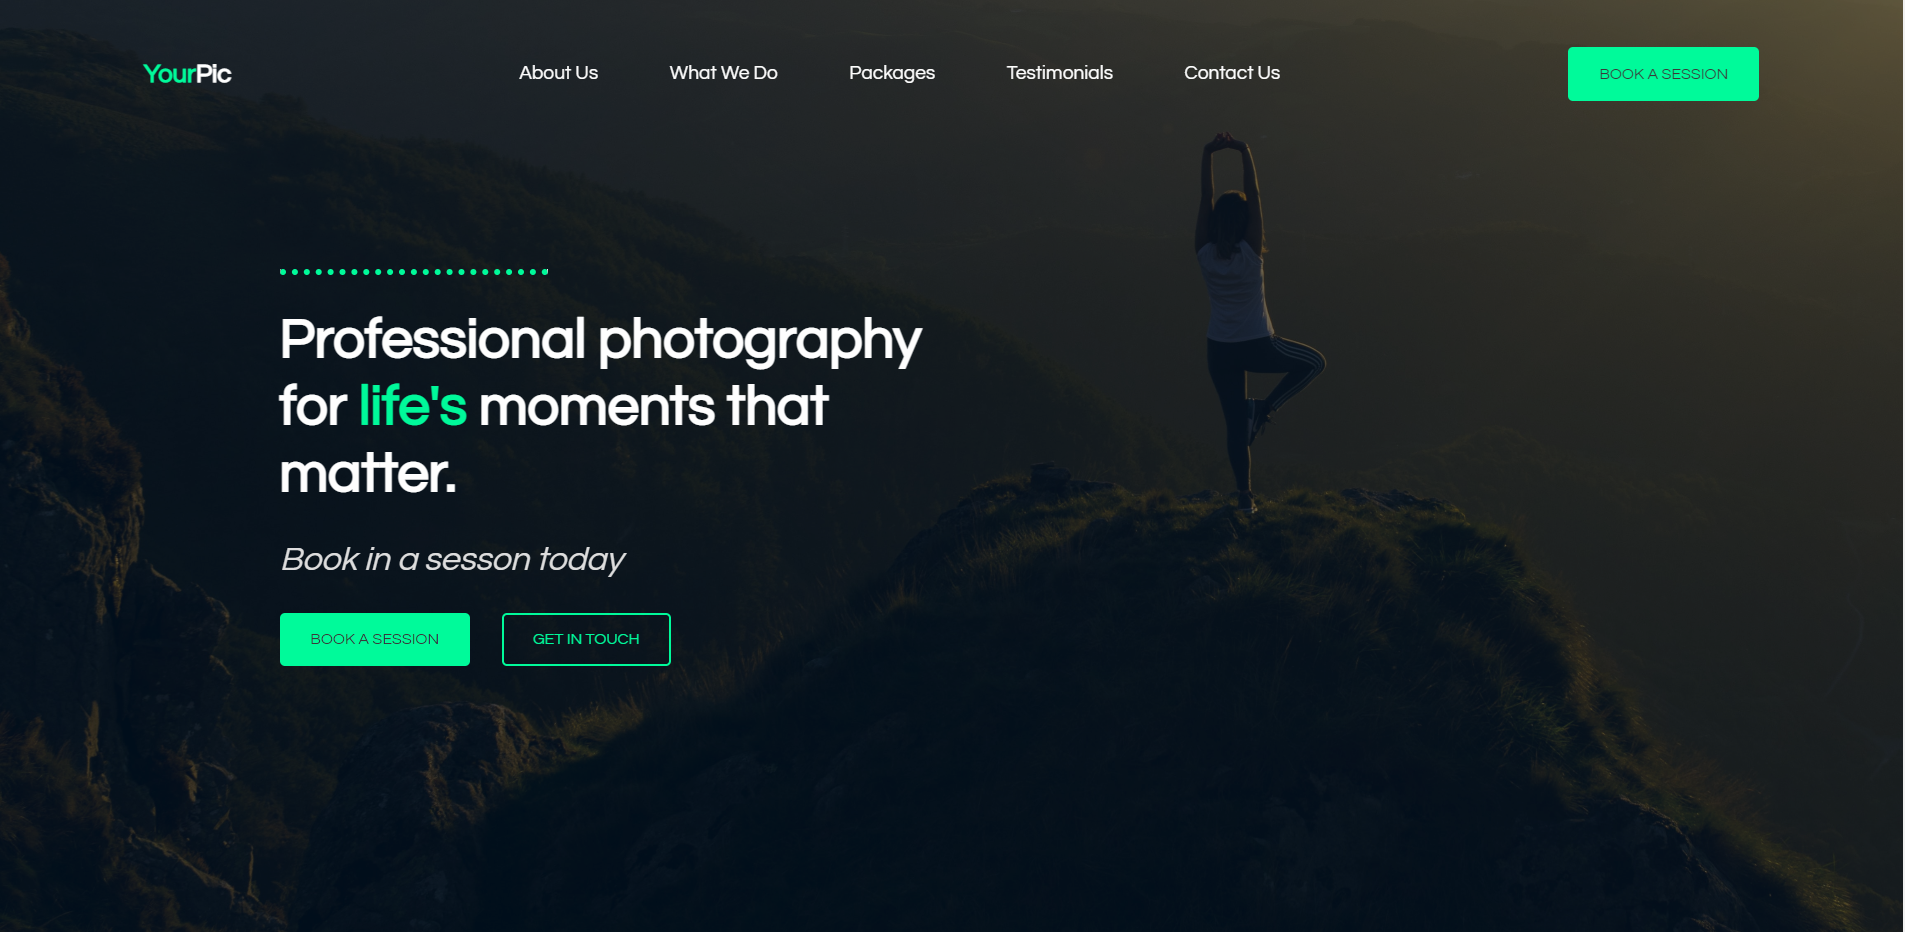 YourPic
About Us
What We Do
Packages
Testimonials
Contact Us
BOOK A SESSION
Professional photography
for life's moments that
matter.
Book in a sesson today
BOOK A SESSION
GET IN TOUCH